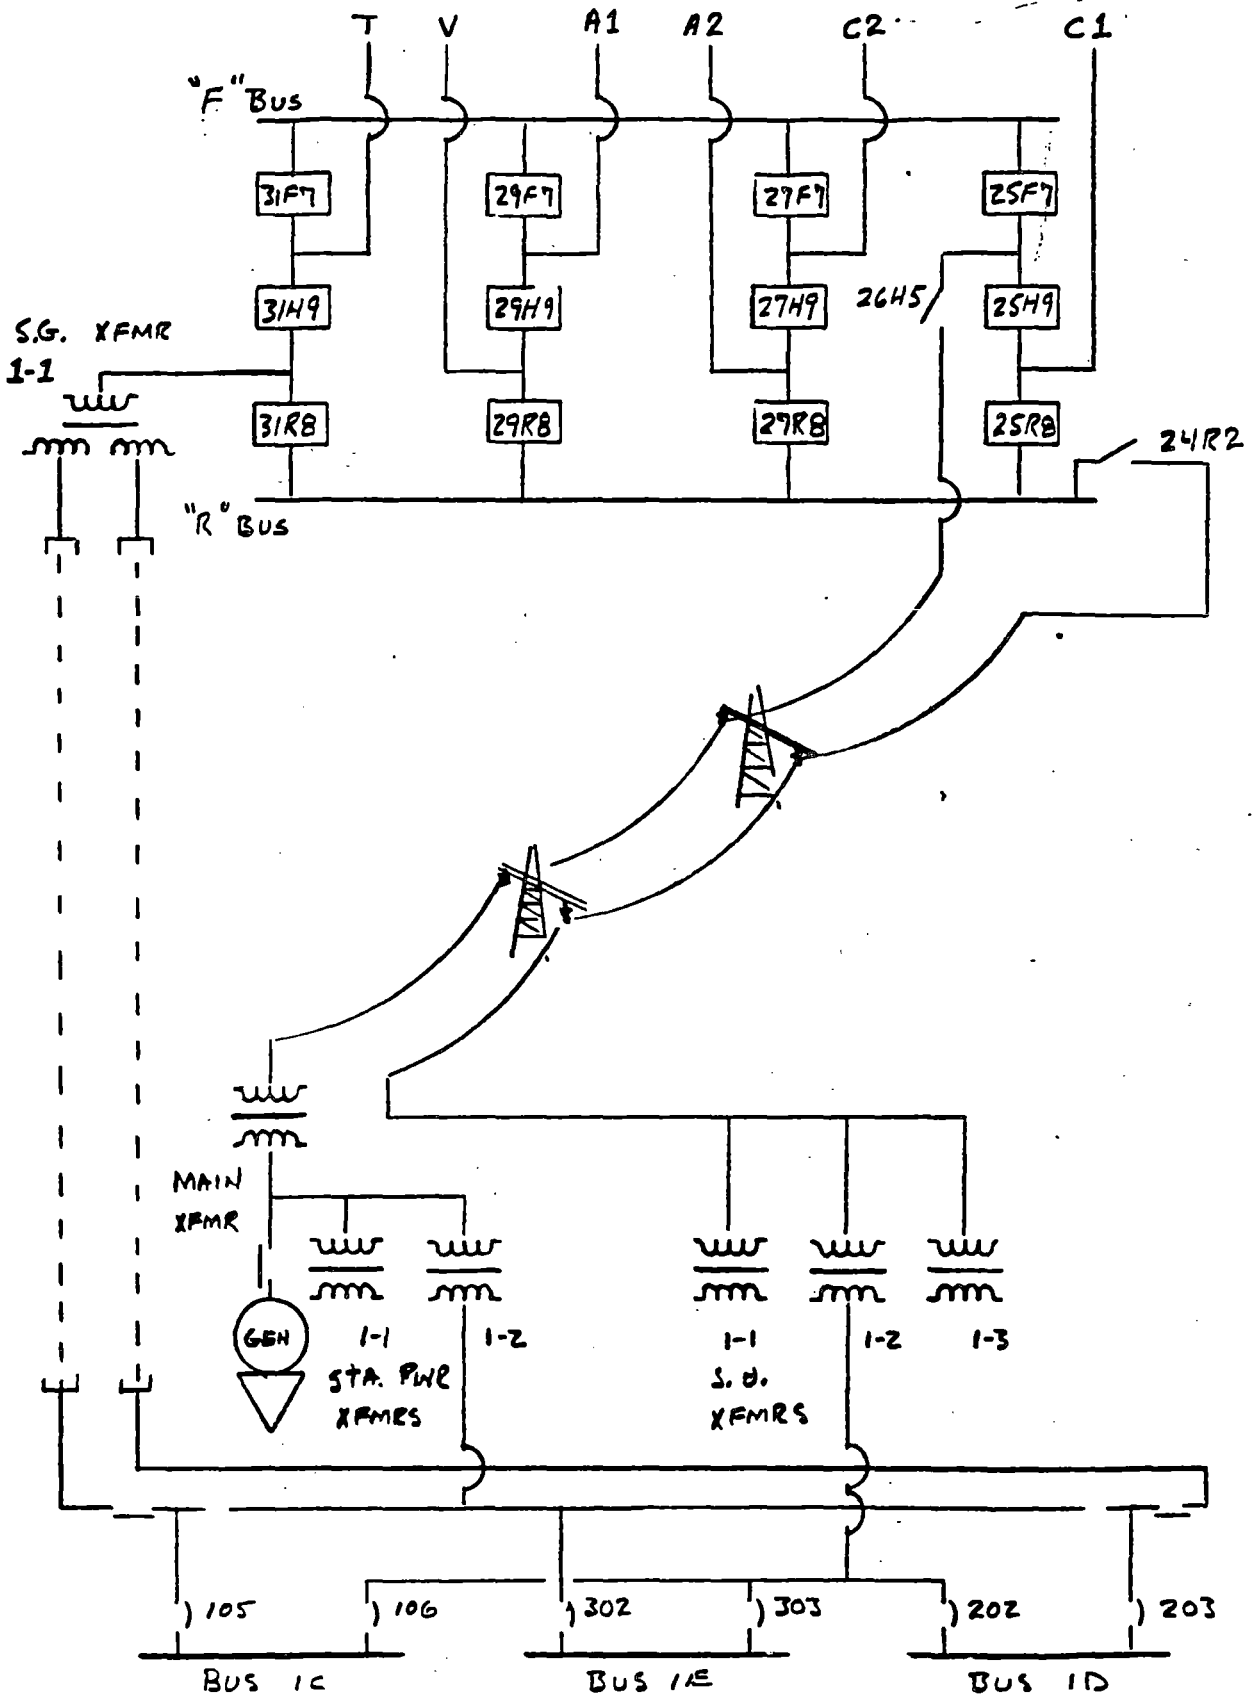 T V A1 A2 C2 C1
"F" Bus
31F7 29F7 27F7 25F7
31H9 29H9 27H9 26H5 25H9
S.G. XFMR
1-1
31R8 29R8 27R8 25R8
24R2
"R" BUS
MAIN
XFMR
GEN
1-1 1-2
STA. PWR
XFMRS
1-1 1-2 1-3
S.U.
XFMRS
105 106 302 303 202 203
BUS 1C BUS 1E BUS 1D